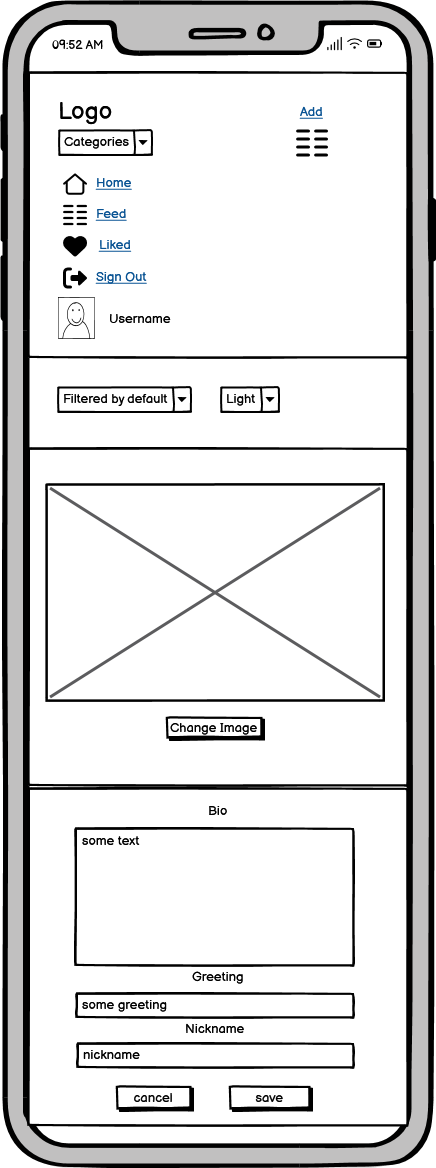 09:52 AM
Logo
Add
Categories
Home
Feed
Liked
Sign Out
Username
Filtered by default
Light
Change Image
Bio
some text
Greeting
some greeting
Nickname
nickname
cancel
save